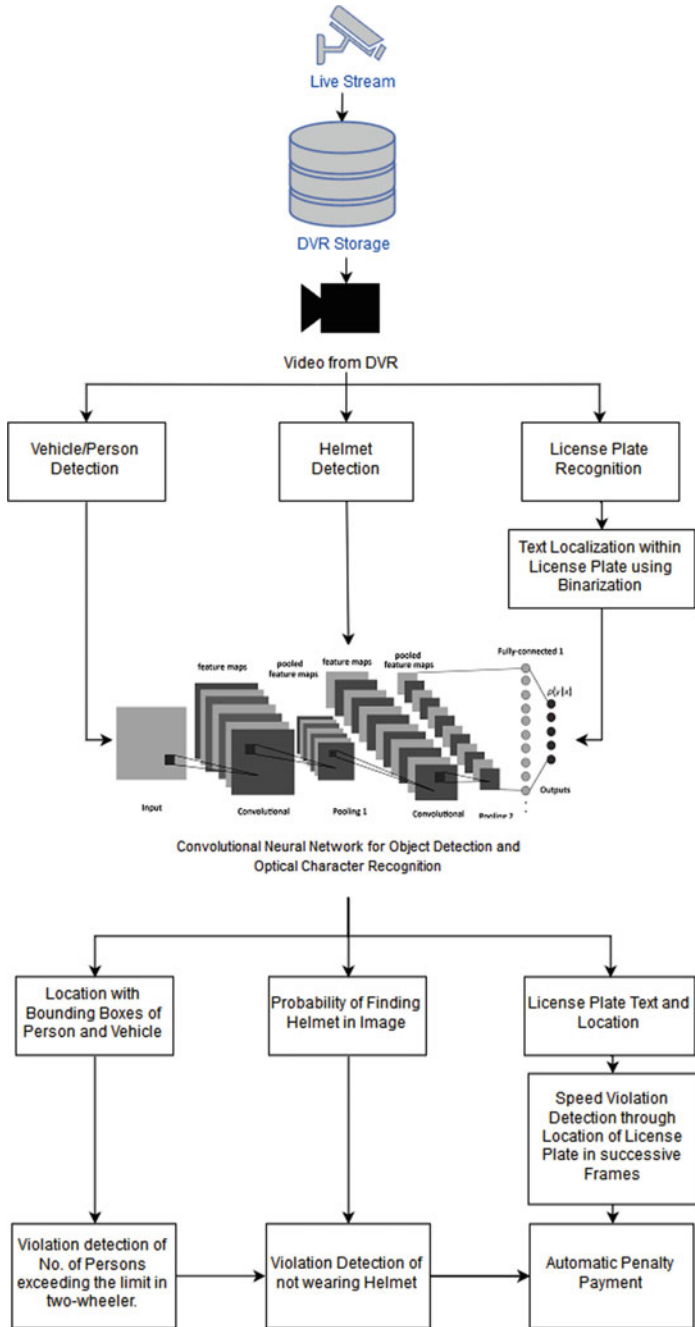 Live Stream
DVR Storage
Video from DVR
Vehicle/Person
Detection
Helmet
Detection
License Plate
Recognition
Text Localization within
License Plate using
Binarization
feature maps
pooled
feature maps
feature maps
pooled
feature maps
Fully-connected 1
p(y|x)
Input
Convolutional
Pooling 1
Convolutional
Pooling 2
Outputs
Convolutional Neural Network for Object Detection and
Optical Character Recognition
Location with
Bounding Boxes of
Person and Vehicle
Probability of Finding
Helmet in Image
License Plate Text and
Location
Speed Violation
Detection through
Location of License
Plate in successive
Frames
Violation detection of
No. of Persons
exceeding the limit in
two-wheeler.
Violation Detection of
not wearing Helmet
Automatic Penalty
Payment